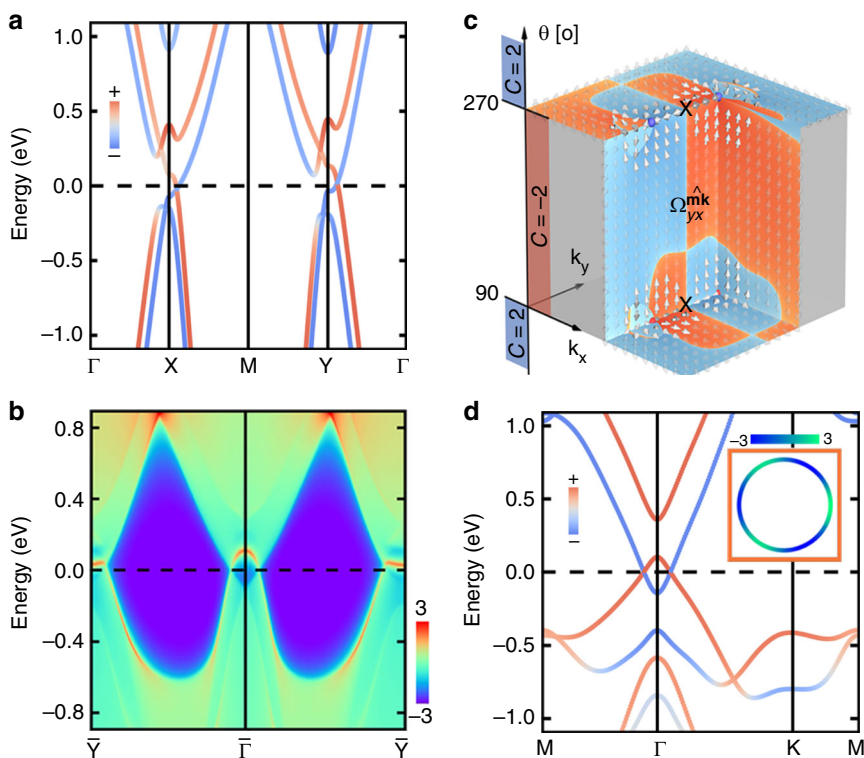 a
1.0
0.5
0.0
−0.5
−1.0
Energy (eV)
+
−
Γ X M Y Γ
b
0.8
0.4
0.0
−0.4
−0.8
Energy (eV)
3
−3
Y̅ Γ̅ Y̅
c
θ [o]
C = 2
270
C = −2
90
C = 2
k_y
k_x
X
Ω^m̂k_yx
X
d
1.0
0.5
0.0
−0.5
−1.0
Energy (eV)
+
−
−3 3
M Γ K M